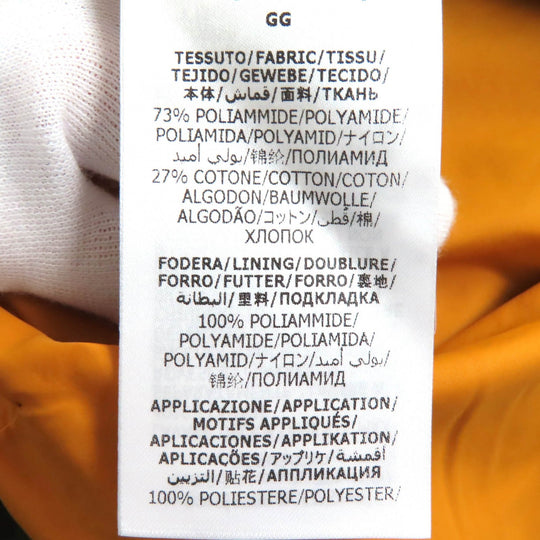 GG
TESSUTO/FABRIC/TISSU/
TEJIDO/GEWEBE/TECIDO/
本体/قماش/面料/ТКАНЬ
73% POLIAMMIDE/POLYAMIDE/
POLIAMIDA/POLYAMID/ナイロン/
بولي أميد/锦纶/ПОЛИАМИД
27% COTONE/COTTON/COTON/
ALGODON/BAUMWOLLE/
ALGODÃO/コットン/قطن/棉/
ХЛОПОК
FODERA/LINING/DOUBLURE/
FORRO/FUTTER/FORRO/裏地/
البطانة/里料/ПОДКЛАДКА
100% POLIAMMIDE/
POLYAMIDE/POLIAMIDA/
POLYAMID/ナイロン/بولي أميد/
锦纶/ПОЛИАМИД
APPLICAZIONE/APPLICATION/
MOTIFS APPLIQUÉS/
APLICACIONES/APPLIKATION/
APLICAÇÕES/アップリケ/أقمشة
التزيين/貼花/АППЛИКАЦИЯ
100% POLIESTERE/POLYESTER/